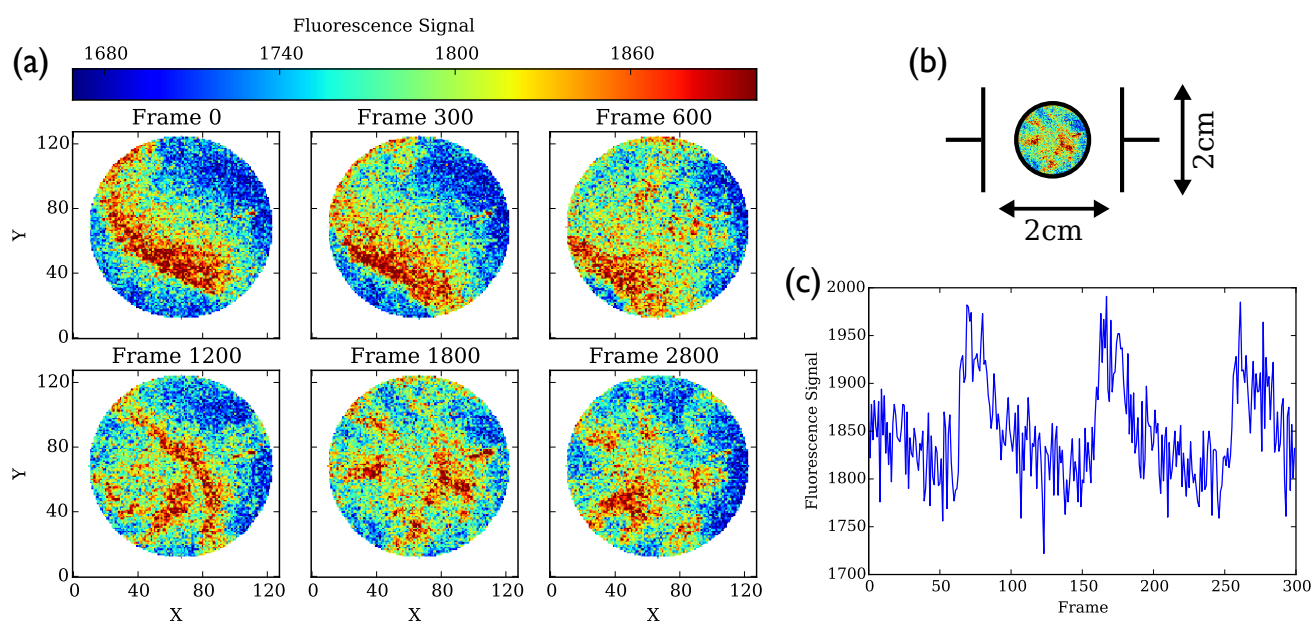 Fluorescence Signal
(a)
1680 1740 1800 1860
Frame 0 Frame 300 Frame 600
120
80
40
0
Y
Frame 1200 Frame 1800 Frame 2800
120
80
40
0
Y
0 40 80 120 0 40 80 120 0 40 80 120
X X X
(b)
2cm
2cm
(c)
2000
1950
1900
1850
1800
1750
1700
Fluorescence Signal
0 50 100 150 200 250 300
Frame